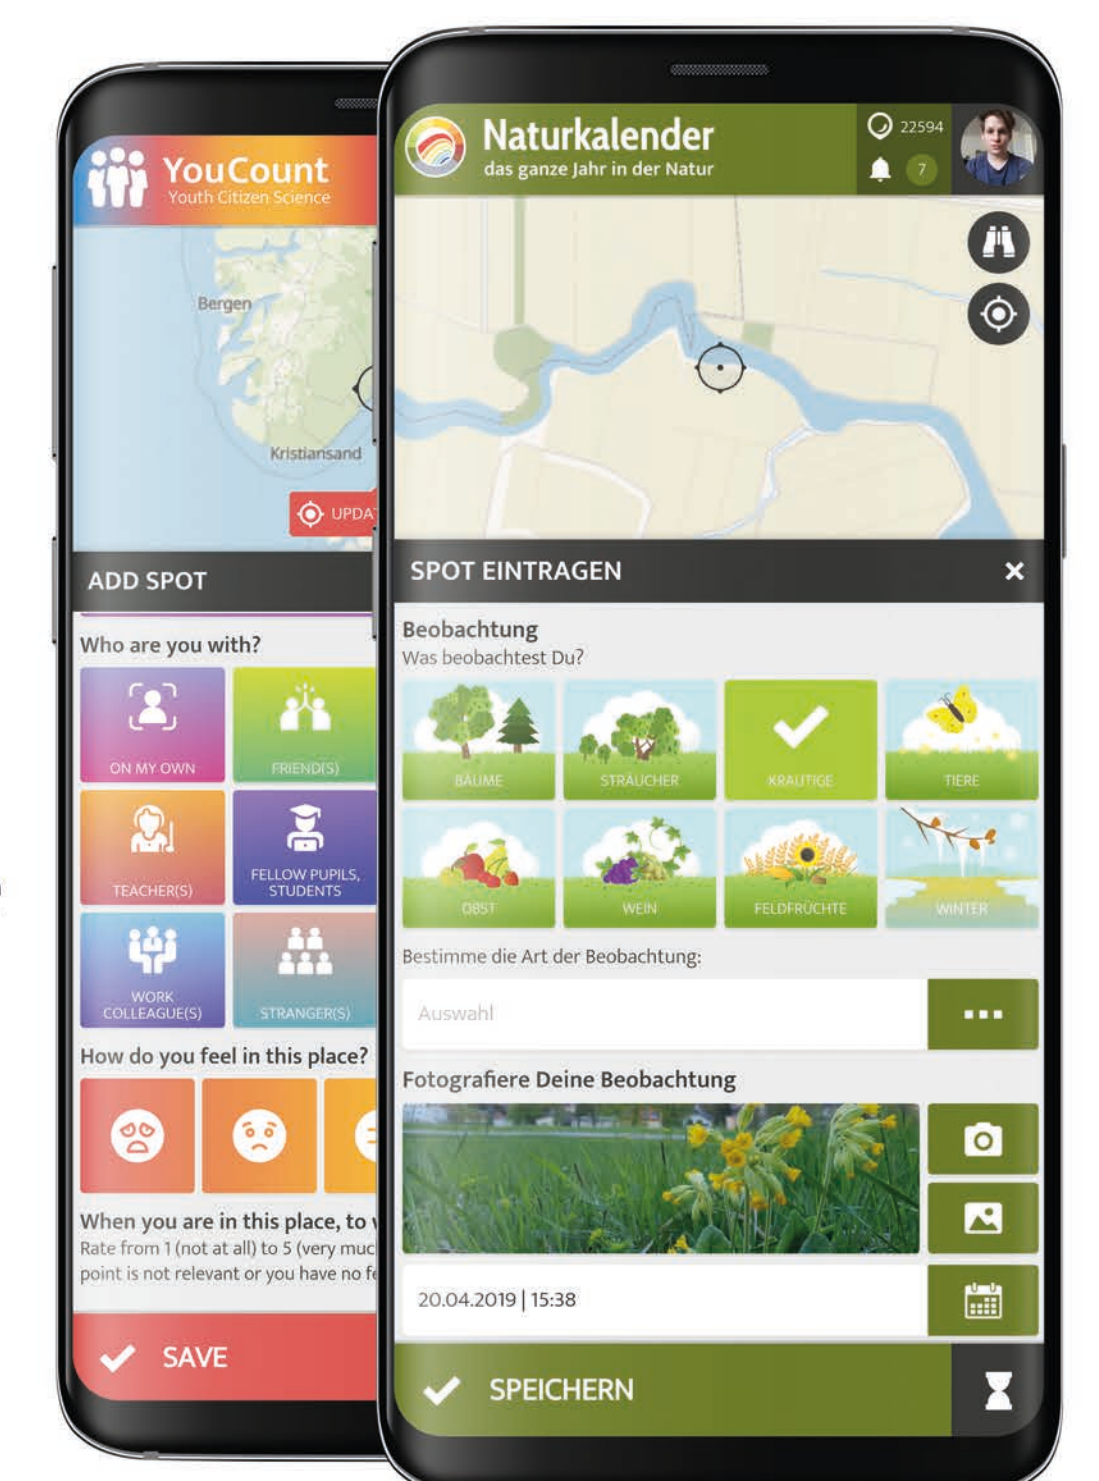 YouCount
Youth Citizen Science
Bergen
Kristiansand
UPDA
ADD SPOT
Who are you with?
ON MY OWN
FRIEND(S)
TEACHER(S)
FELLOW PUPILS,
STUDENTS
WORK
COLLEAGUE(S)
STRANGER(S)
How do you feel in this place?
When you are in this place, to
Rate from 1 (not at all) to 5 (very muc
point is not relevant or you have no fe
SAVE
Naturkalender
das ganze Jahr in der Natur
22594
7
SPOT EINTRAGEN
Beobachtung
Was beobachtest Du?
BÄUME
STRÄUCHER
KRAUTIGE
TIERE
OBST
WEIN
FELDFRÜCHTE
WINTER
Bestimme die Art der Beobachtung:
Auswahl
Fotografiere Deine Beobachtung
20.04.2019 | 15:38
SPEICHERN